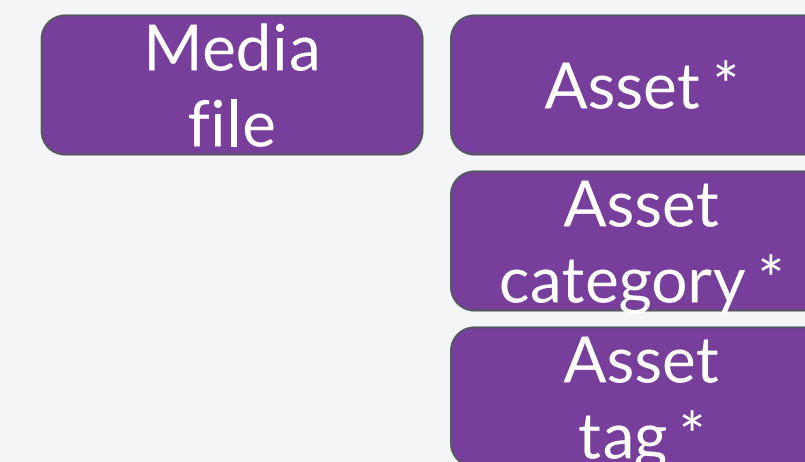 Media
file
Asset *
Asset
category *
Asset
tag *